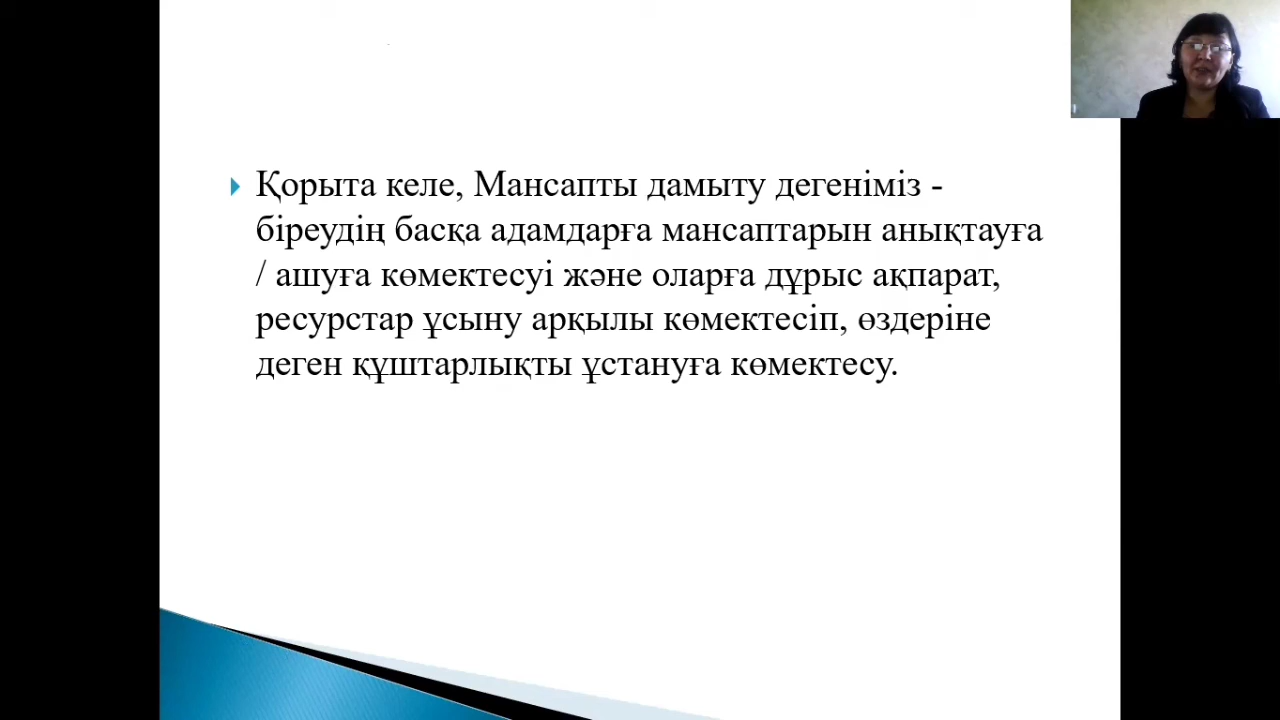 Қорыта келе, Мансапты дамыту дегеніміз -
біреудің басқа адамдарға мансаптарын анықтауға
/ ашуға көмектесуі және оларға дұрыс ақпарат,
ресурстар ұсыну арқылы көмектесіп, өздеріне
деген құштарлықты ұстануға көмектесу.